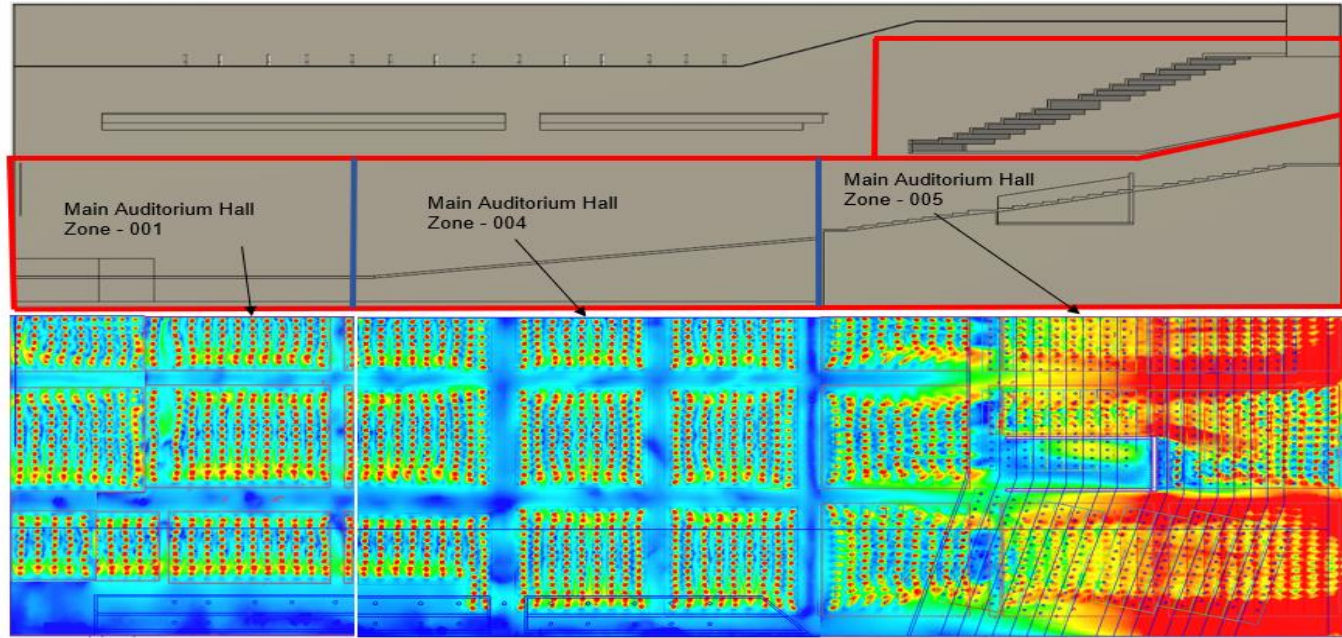 Main Auditorium Hall
Zone - 001
Main Auditorium Hall
Zone - 004
Main Auditorium Hall
Zone - 005